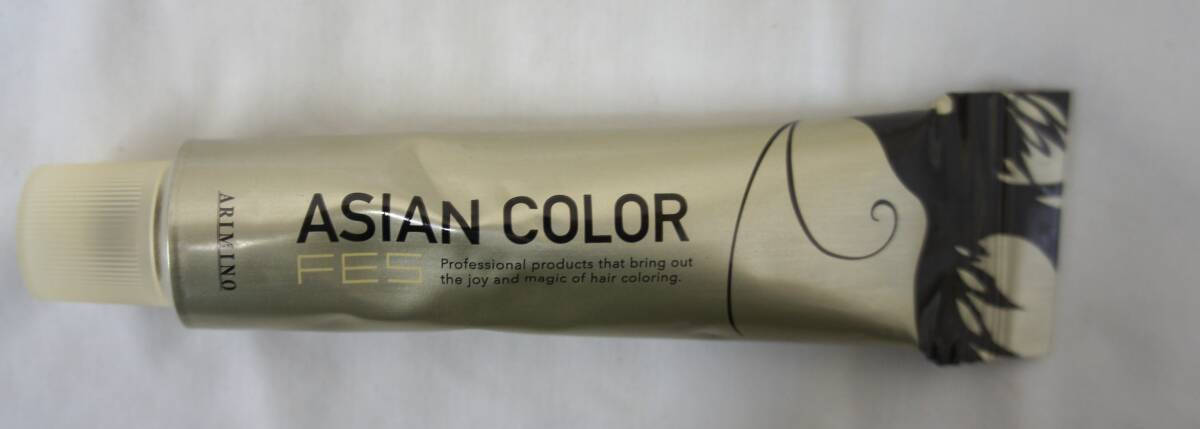 ARIMINO
ASIAN COLOR
FES
Professional products that bring out
the joy and magic of hair coloring.